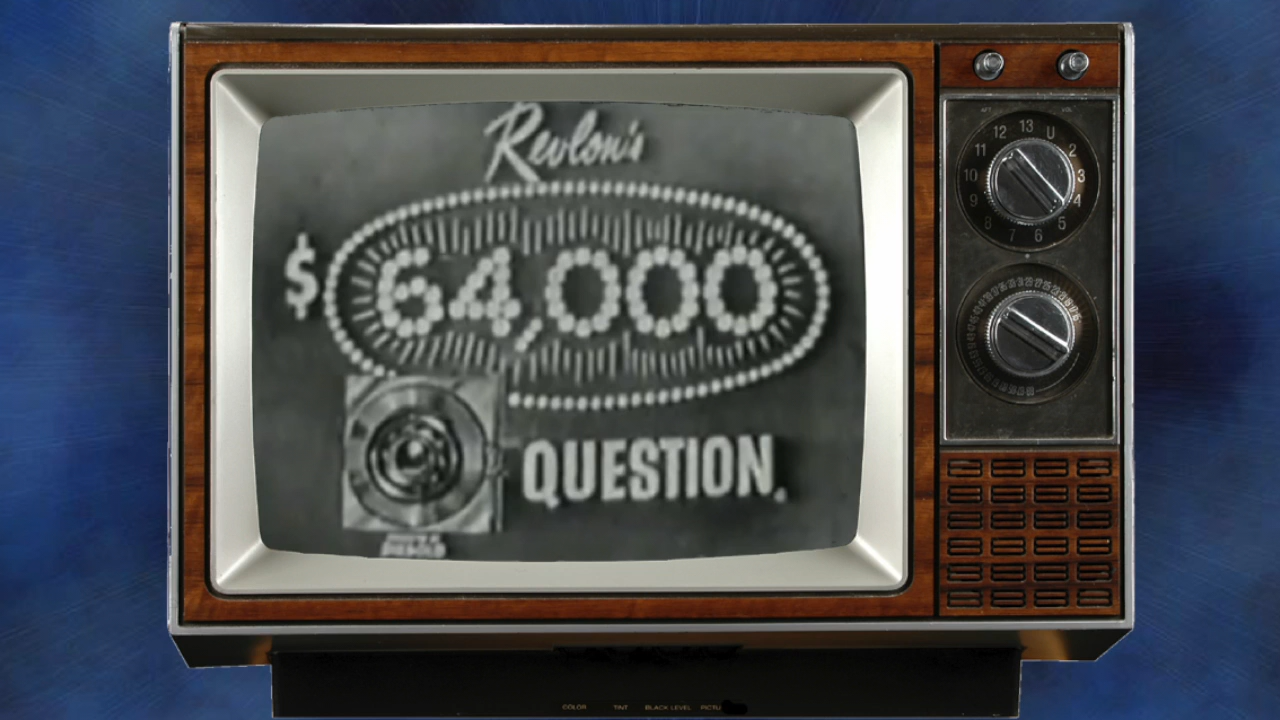 Revlon's
$64,000
QUESTION.
12 13 U
11 2
10 3
9 4
8 5
7 6
COLOR TINT BLACK LEVEL